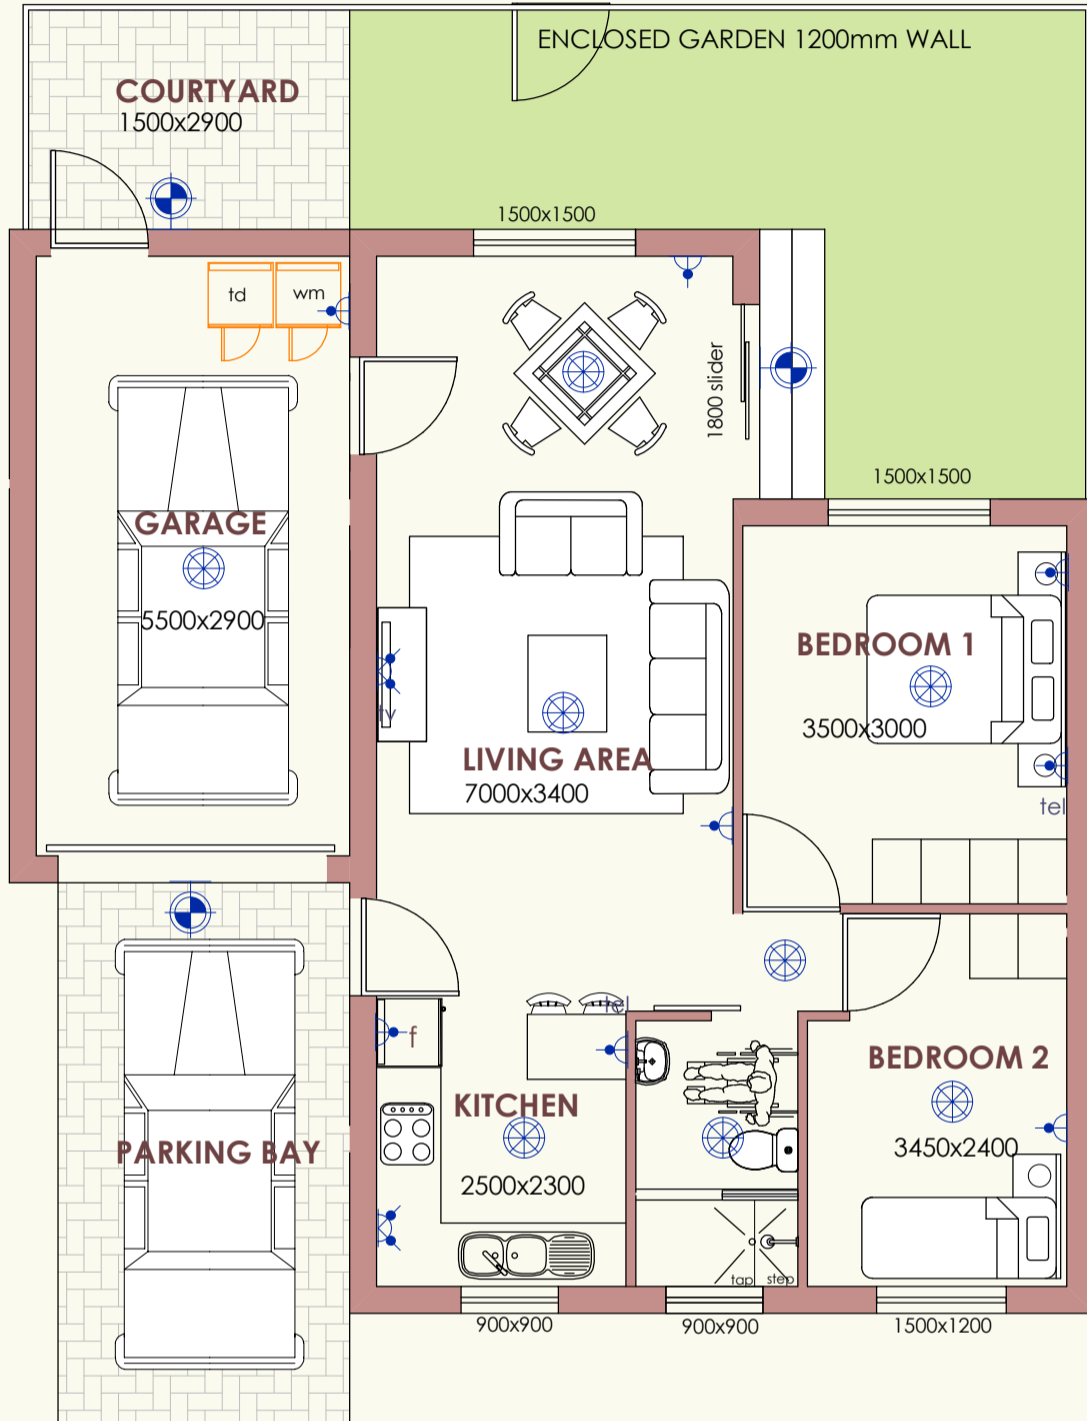 ENCLOSED GARDEN 1200mm WALL
COURTYARD
1500x2900
1500x1500
td
wm
1800 slider
1500x1500
GARAGE
5500x2900
BEDROOM 1
3500x3000
tv
LIVING AREA
7000x3400
tel
tel
f
BEDROOM 2
3450x2400
KITCHEN
2500x2300
PARKING BAY
tap
step
900x900
900x900
1500x1200